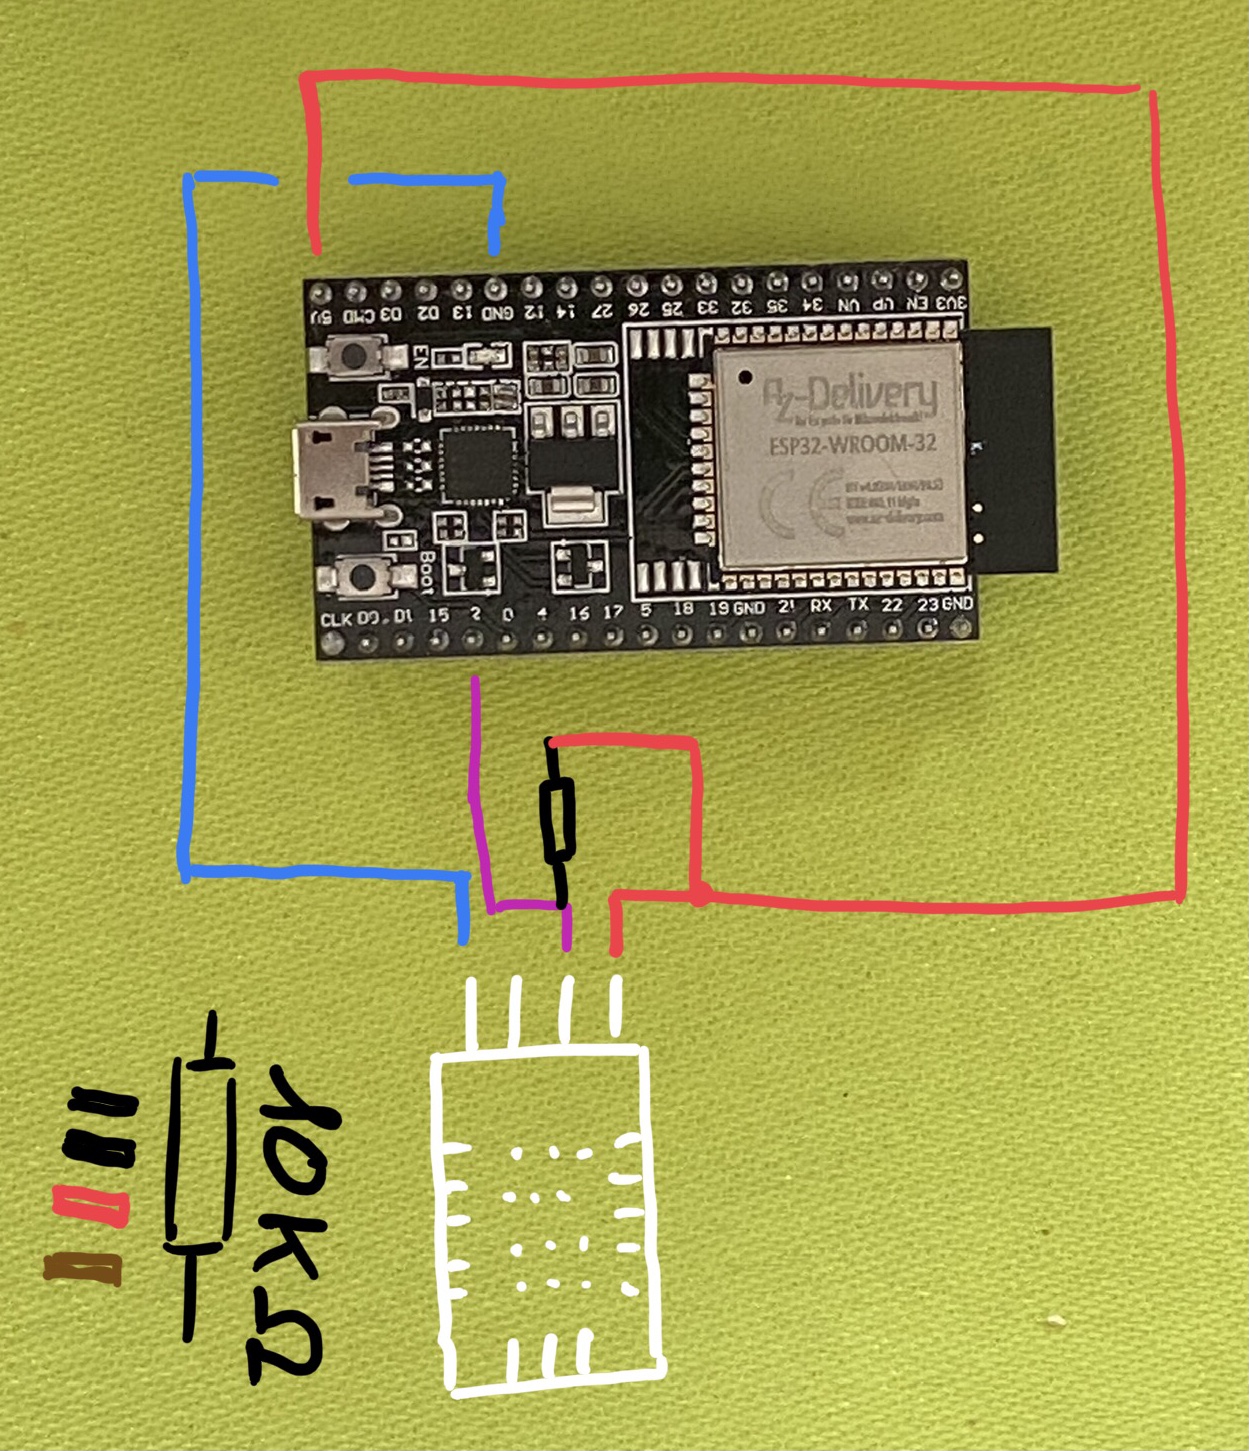 10KΩ
GND 23 22 TX RX 21 GND 19 18 5 17 16 4 0 2 15 D1 D0 CLK
Boot
ESP32-WROOM-32
AZ-Delivery
EN
3V3 EN VP VN 34 35 32 33 25 26 27 14 12 GND 13 D2 D3 CMD 5V